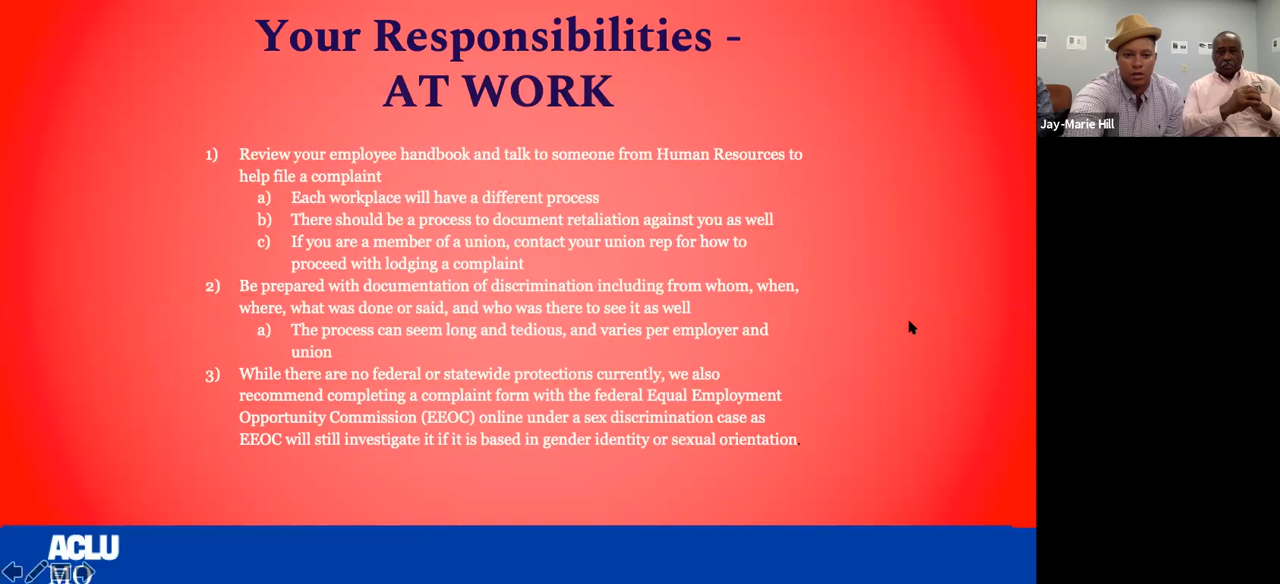 Your Responsibilities -
AT WORK
1) Review your employee handbook and talk to someone from Human Resources to
help file a complaint
a) Each workplace will have a different process
b) There should be a process to document retaliation against you as well
c) If you are a member of a union, contact your union rep for how to
proceed with lodging a complaint
2) Be prepared with documentation of discrimination including from whom, when,
where, what was done or said, and who was there to see it as well
a) The process can seem long and tedious, and varies per employer and
union
3) While there are no federal or statewide protections currently, we also
recommend completing a complaint form with the federal Equal Employment
Opportunity Commission (EEOC) online under a sex discrimination case as
EEOC will still investigate it if it is based in gender identity or sexual orientation.
Jay-Marie Hill
ACLU
MO